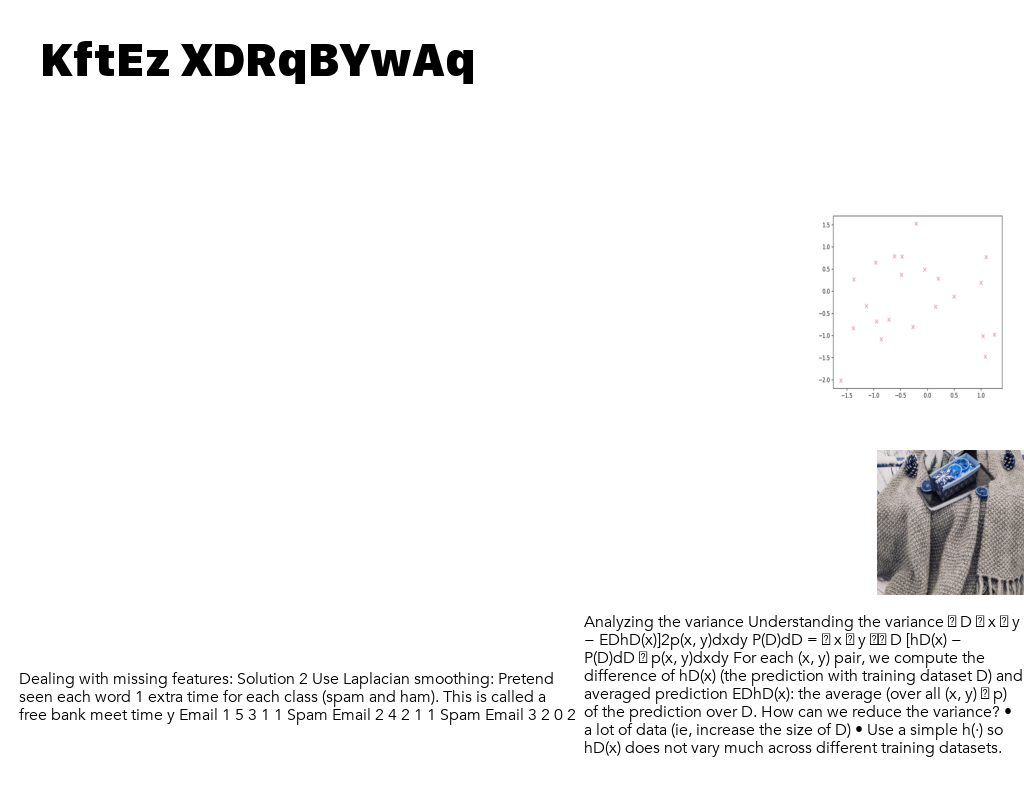 KftEz XDRqBYwAq
1.5
1.0
0.5
0.0
−0.5
−1.0
−1.5
−2.0
−1.5 −1.0 −0.5 0.0 0.5 1.0
Dealing with missing features: Solution 2 Use Laplacian smoothing: Pretend
seen each word 1 extra time for each class (spam and ham). This is called a
free bank meet time y Email 1 5 3 1 1 Spam Email 2 4 2 1 1 Spam Email 3 2 0 2
Analyzing the variance Understanding the variance D x y
− EDhD(x)]2p(x, y)dxdy P(D)dD = x y D [hD(x) −
P(D)dD p(x, y)dxdy For each (x, y) pair, we compute the
difference of hD(x) (the prediction with training dataset D) and
averaged prediction EDhD(x): the average (over all (x, y) p)
of the prediction over D. How can we reduce the variance? •
a lot of data (ie, increase the size of D) • Use a simple h(·) so
hD(x) does not vary much across different training datasets.